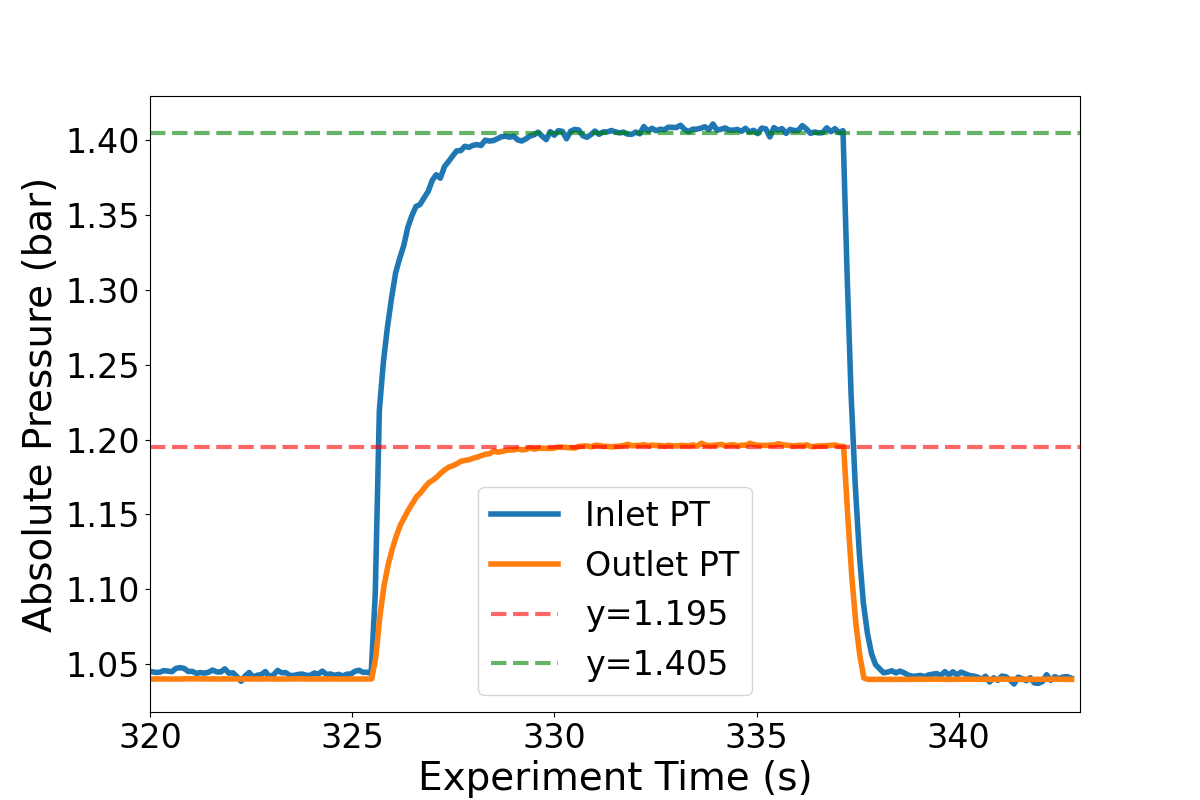 Absolute Pressure (bar)
1.40
1.35
1.30
1.25
1.20
1.15
1.10
1.05
Inlet PT
Outlet PT
y=1.195
y=1.405
320 325 330 335 340
Experiment Time (s)